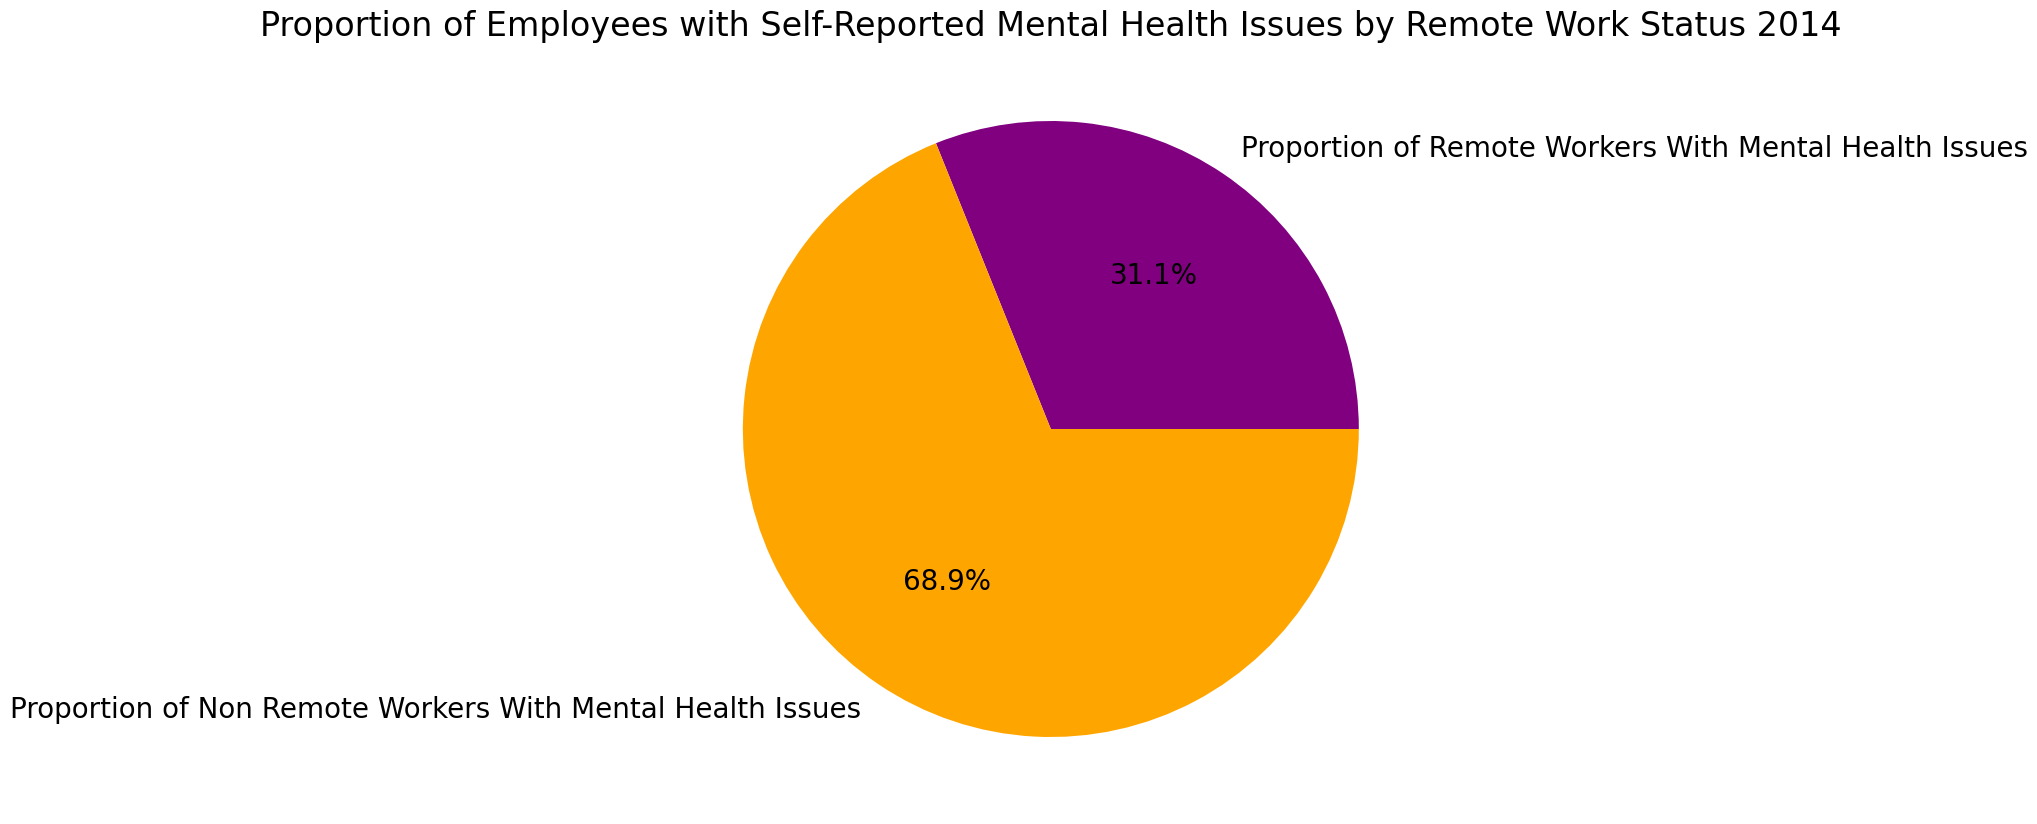 Proportion of Employees with Self-Reported Mental Health Issues by Remote Work Status 2014
Proportion of Remote Workers With Mental Health Issues
31.1%
68.9%
Proportion of Non Remote Workers With Mental Health Issues